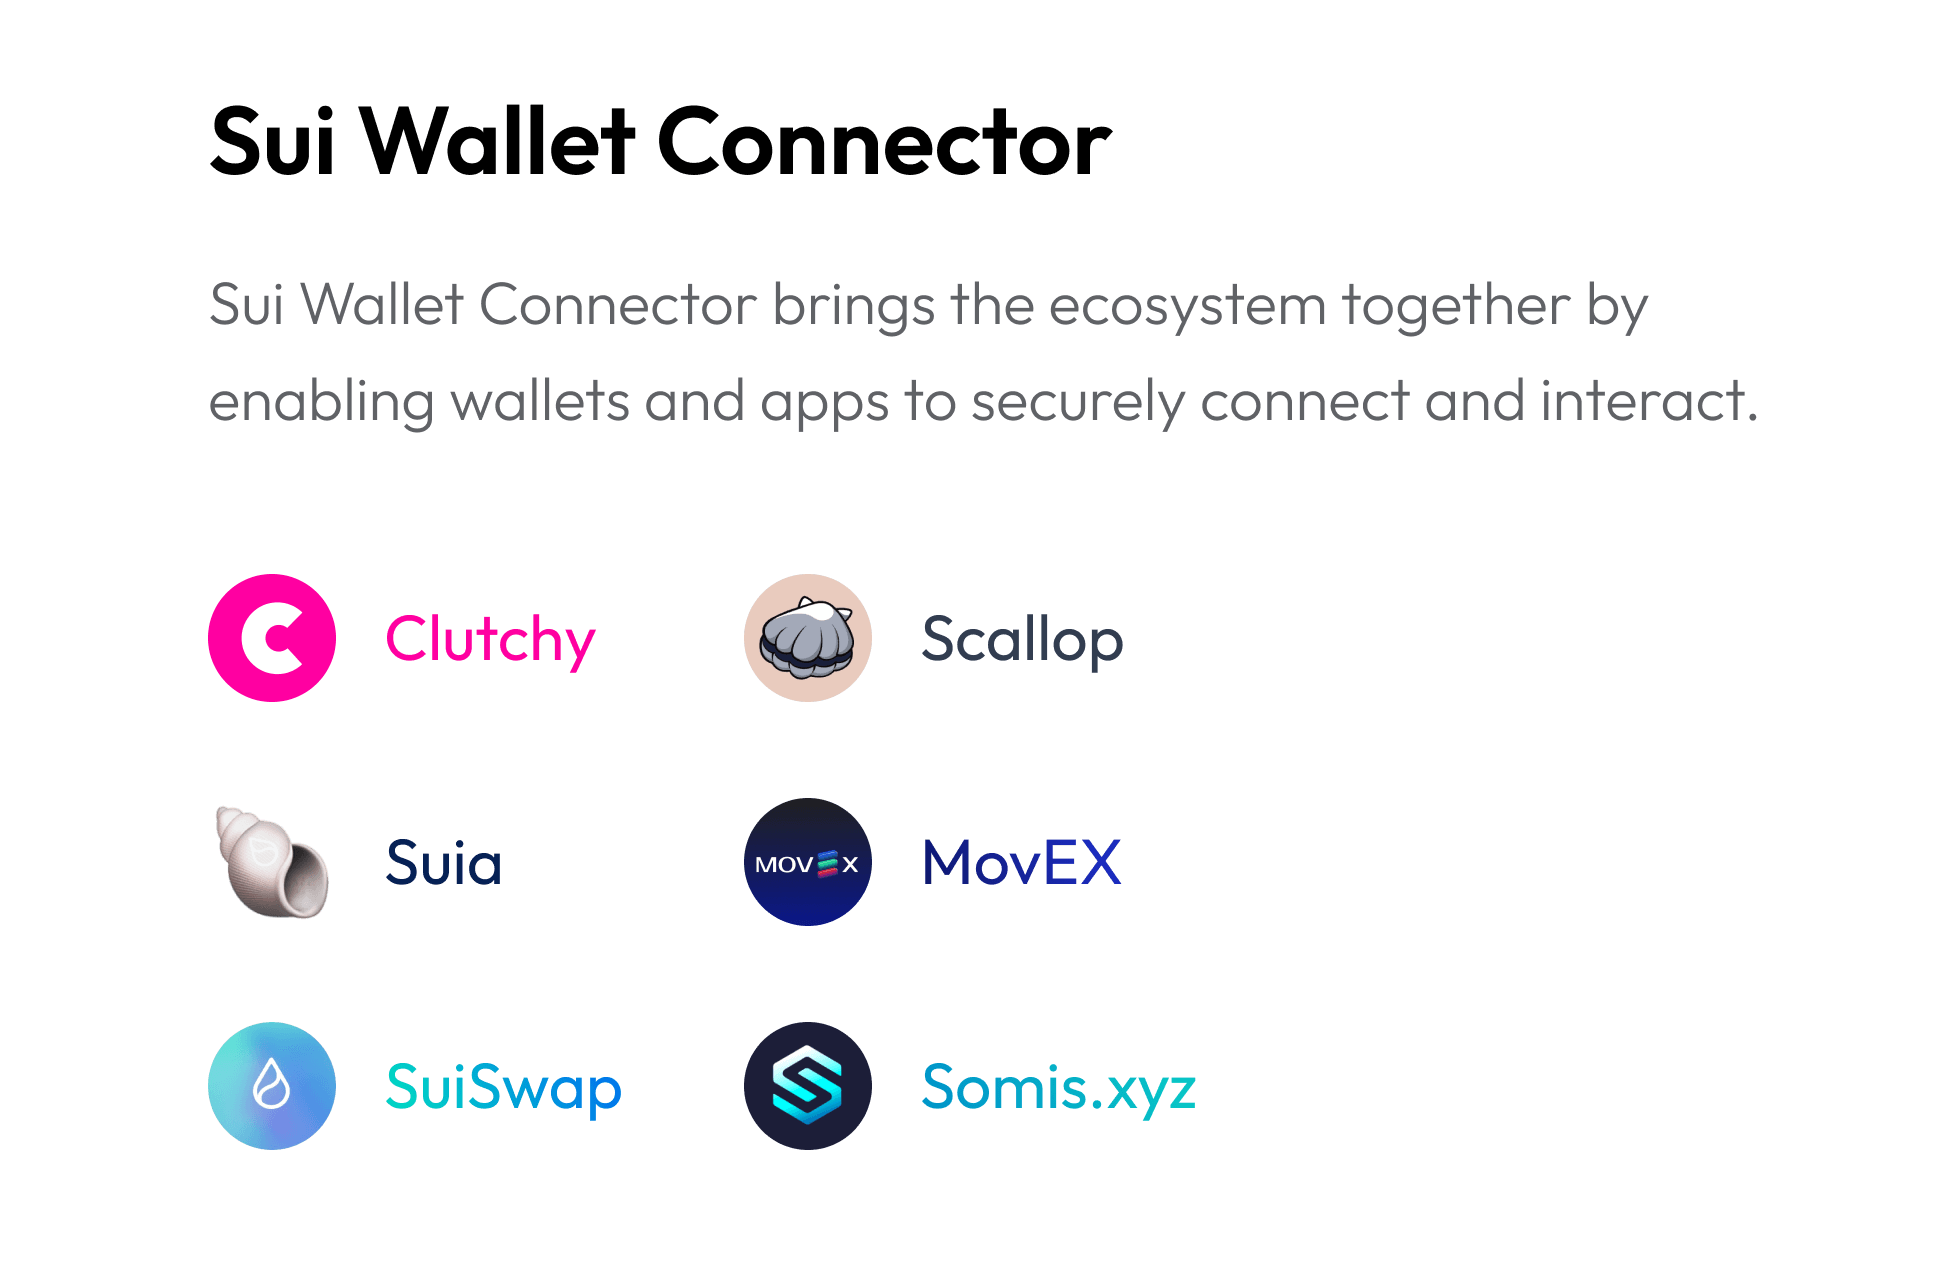 Sui Wallet Connector
Sui Wallet Connector brings the ecosystem together by
enabling wallets and apps to securely connect and interact.
C Clutchy
Scallop
Suia
MOVEX MovEX
SuiSwap
Somis.xyz